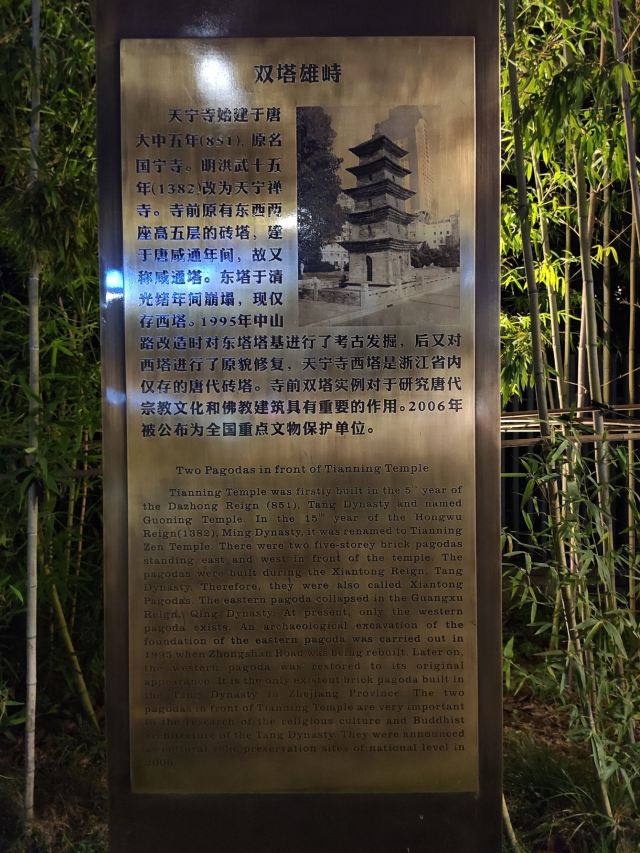 双塔雄峙
天宁寺始建于唐
大中五年(851), 原名
国宁寺。明洪武十五
年(1382)改为天宁禅
寺。寺前原有东西两
座高五层的砖塔, 建
于唐咸通年间, 故又
称咸通塔。东塔于清
光绪年间崩塌, 现仅
存西塔。1995年中山
路改造时对东塔塔基进行了考古发掘, 后又对
西塔进行了原貌修复, 天宁寺西塔是浙江省内
仅存的唐代砖塔。寺前双塔实例对于研究唐代
宗教文化和佛教建筑具有重要的作用。2006年
被公布为全国重点文物保护单位。
Two Pagodas in front of Tianning Temple
Tianning Temple was firstly built in the 5th year of
the Dazhong Reign (851), Tang Dynasty and named
Guoning Temple. In the 15th year of the Hongwu
Reign(1382), Ming Dynasty, it was renamed to Tianning
Zen Temple. There were two five-storey brick pagodas
standing east and west in front of the temple. The
pagodas were built during the Xiantong Reign, Tang
Dynasty. Therefore, they were also called Xiantong
Pagodas. The eastern pagoda collapsed in the Guangxu
Reign, Qing Dynasty. At present, only the western
pagoda exists. An archaeological excavation of the
foundation of the eastern pagoda was carried out in
1995 when Zhongshan Road was being rebuilt. Later on,
the western pagoda was restored to its original
appearance. It is the only existent brick pagoda built in
the Tang Dynasty in Zhejiang Province. The two
pagodas in front of Tianning Temple are very important
to the research of the religious culture and Buddhist
architecture of the Tang Dynasty. They were announced
as cultural relic preservation sites of national level in
2006.